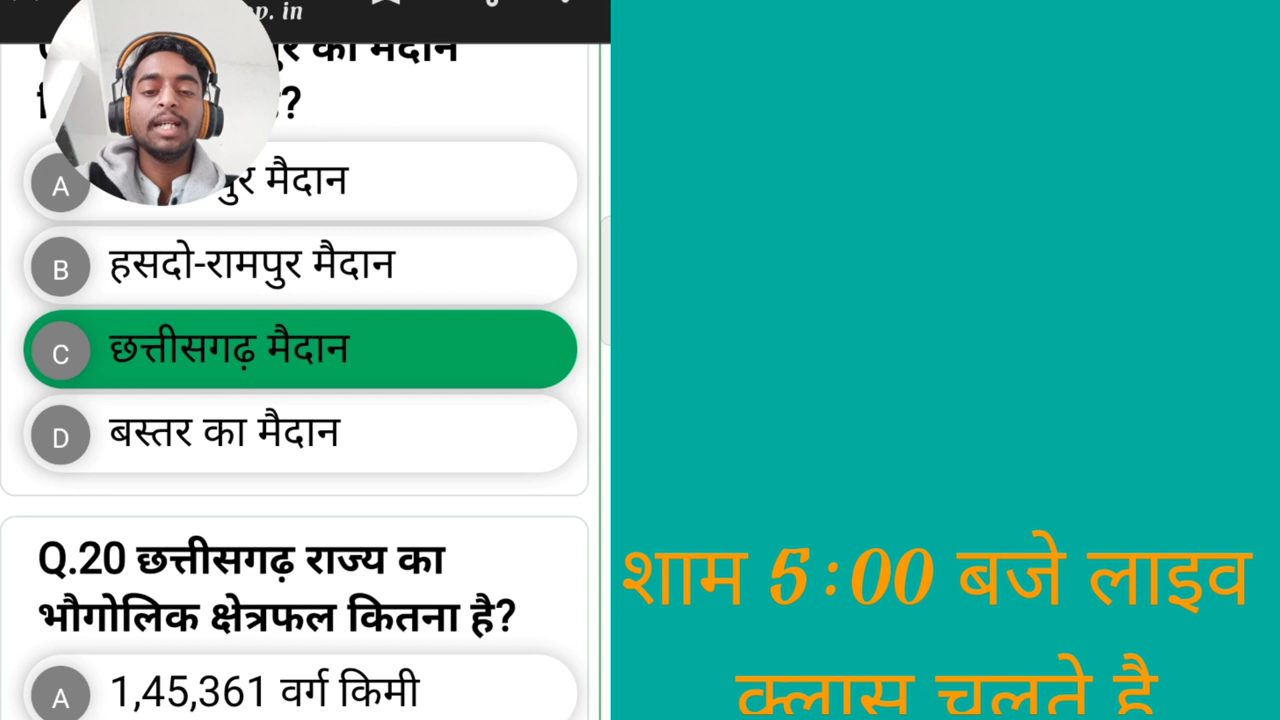 p. in
का मैदान
?
A
मैदान
B हसदो-रामपुर मैदान
C छत्तीसगढ़ मैदान
D बस्तर का मैदान
Q.20 छत्तीसगढ़ राज्य का
भौगोलिक क्षेत्रफल कितना है?
A 1,45,361 वर्ग किमी
शाम 5:00 बजे लाइव
क्लास चलते है